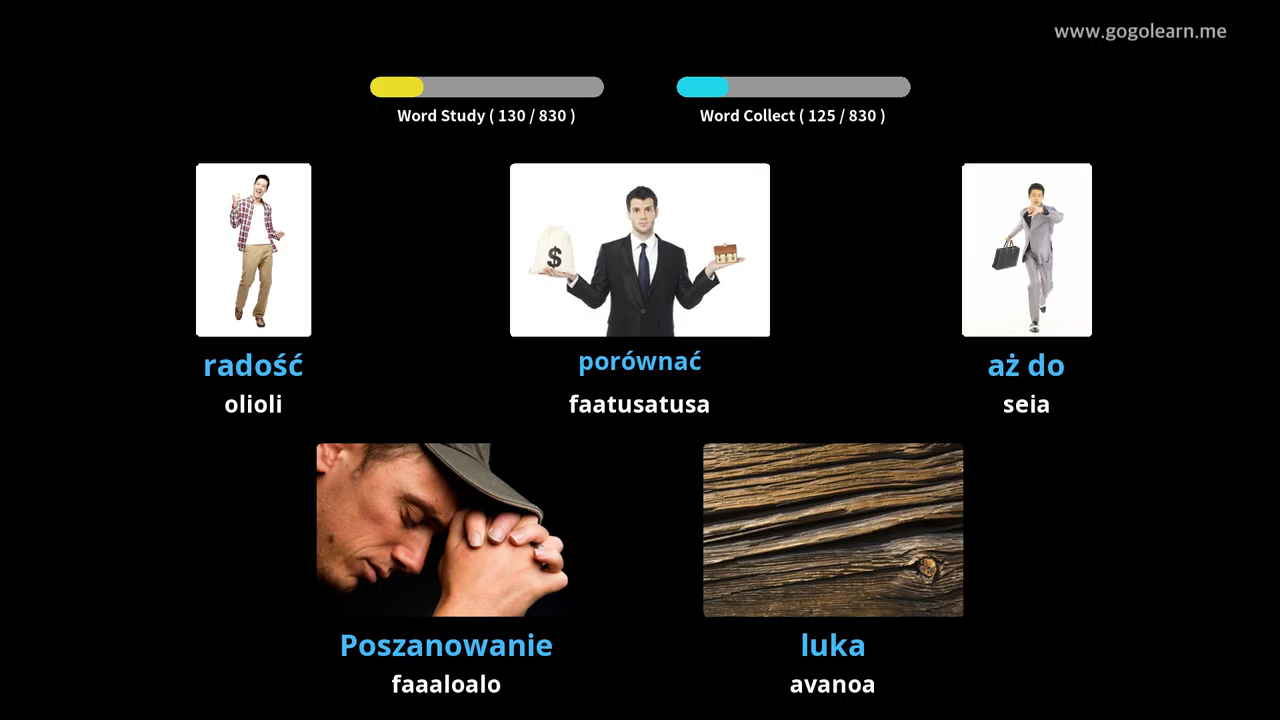 www.gogolearn.me
Word Study ( 130 / 830 )
Word Collect ( 125 / 830 )
$
radość
porównać
aż do
olioli
faatusatusa
seia
Poszanowanie
luka
faaaloalo
avanoa